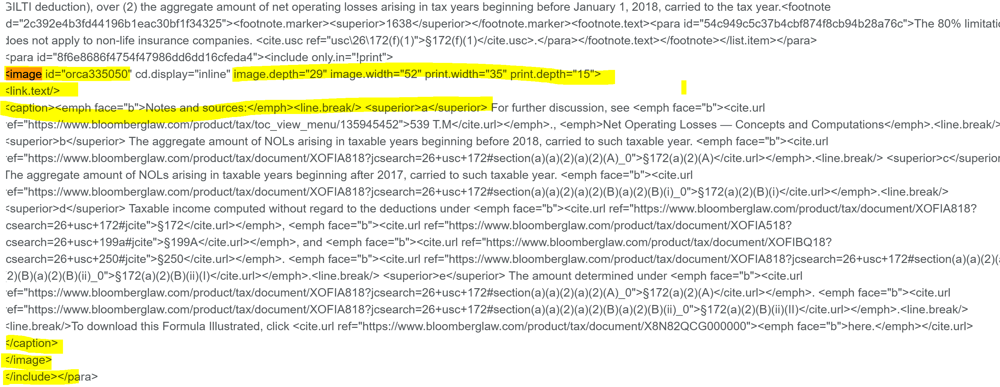 GILTI deduction), over (2) the aggregate amount of net operating losses arising in tax years beginning before January 1, 2018, carried to the tax year.<footnote
d="2c392e4b3fd44196b1eac30bf1f34325"><footnote.marker><superior>1638</superior></footnote.marker><footnote.text><para id="54c949c5c37b4cbf874f8cb94b28a76c">The 80% limitatio
does not apply to non-life insurance companies. <cite.usc ref="usc\26\172(f)(1)">§172(f)(1)</cite.usc>.</para></footnote.text></footnote></list.item></para>
<para id="8f6e8686f4754f47986dd6dd16cfeda4"><include only.in="!print">
<image id="orca335050" cd.display="inline" image.depth="29" image.width="52" print.width="35" print.depth="15">
<link.text/>
<caption><emph face="b">Notes and sources:</emph><line.break/> <superior>a</superior> For further discussion, see <emph face="b"><cite.url
ref="https://www.bloomberglaw.com/product/tax/toc_view_menu/135945452">539 T.M</cite.url></emph>., <emph>Net Operating Losses — Concepts and Computations</emph>.<line.break/>
<superior>b</superior> The aggregate amount of NOLs arising in taxable years beginning before 2018, carried to such taxable year. <emph face="b"><cite.url
ref="https://www.bloomberglaw.com/product/tax/document/XOFIA818?jcsearch=26+usc+172#section(a)(a)(2)(a)(2)(A)_0">§172(a)(2)(A)</cite.url></emph>.<line.break/> <superior>c</superior
The aggregate amount of NOLs arising in taxable years beginning after 2017, carried to such taxable year. <emph face="b"><cite.url
ref="https://www.bloomberglaw.com/product/tax/document/XOFIA818?jcsearch=26+usc+172#section(a)(a)(2)(a)(2)(B)(a)(2)(B)(i)_0">§172(a)(2)(B)(i)</cite.url></emph>.<line.break/>
<superior>d</superior> Taxable income computed without regard to the deductions under <emph face="b"><cite.url ref="https://www.bloomberglaw.com/product/tax/document/XOFIA818?
csearch=26+usc+172#jcite">§172</cite.url></emph>, <emph face="b"><cite.url ref="https://www.bloomberglaw.com/product/tax/document/XOFIA518?
csearch=26+usc+199a#jcite">§199A</cite.url></emph>, and <emph face="b"><cite.url ref="https://www.bloomberglaw.com/product/tax/document/XOFIBQ18?
csearch=26+usc+250#jcite">§250</cite.url></emph>. <emph face="b"><cite.url ref="https://www.bloomberglaw.com/product/tax/document/XOFIA818?jcsearch=26+usc+172#section(a)(a)(2)(a
2)(B)(a)(2)(B)(ii)_0">§172(a)(2)(B)(ii)(I)</cite.url></emph>.<line.break/> <superior>e</superior> The amount determined under <emph face="b"><cite.url
ref="https://www.bloomberglaw.com/product/tax/document/XOFIA818?jcsearch=26+usc+172#section(a)(a)(2)(a)(2)(A)_0">§172(a)(2)(A)</cite.url></emph>. <emph face="b"><cite.url
ref="https://www.bloomberglaw.com/product/tax/document/XOFIA818?jcsearch=26+usc+172#section(a)(a)(2)(a)(2)(B)(a)(2)(B)(ii)_0">§172(a)(2)(B)(ii)(II)</cite.url></emph>.<line.break/>
<line.break/>To download this Formula Illustrated, click <cite.url ref="https://www.bloomberglaw.com/product/tax/document/X8N82QCG000000"><emph face="b">here.</emph></cite.url>
</caption>
</image>
</include></para>